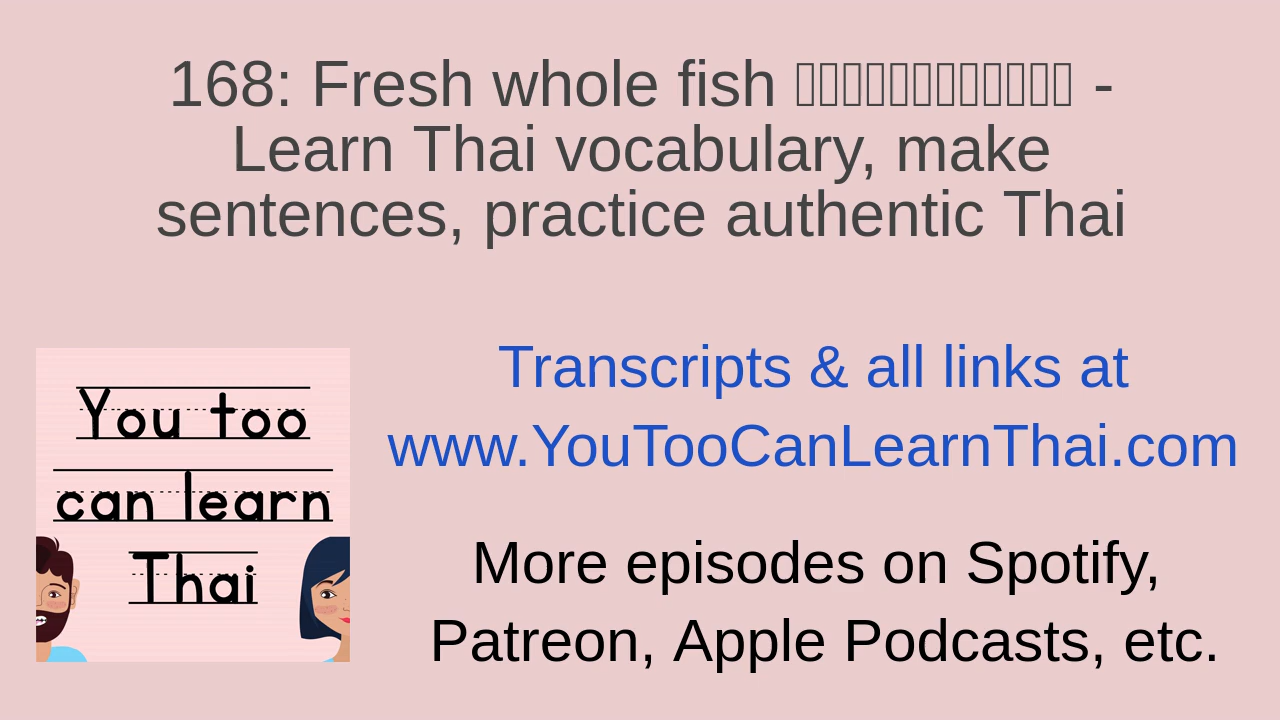 168: Fresh whole fish -
Learn Thai vocabulary, make
sentences, practice authentic Thai
Transcripts & all links at
www.YouTooCanLearnThai.com
More episodes on Spotify,
Patreon, Apple Podcasts, etc.
You too
can learn
Thai